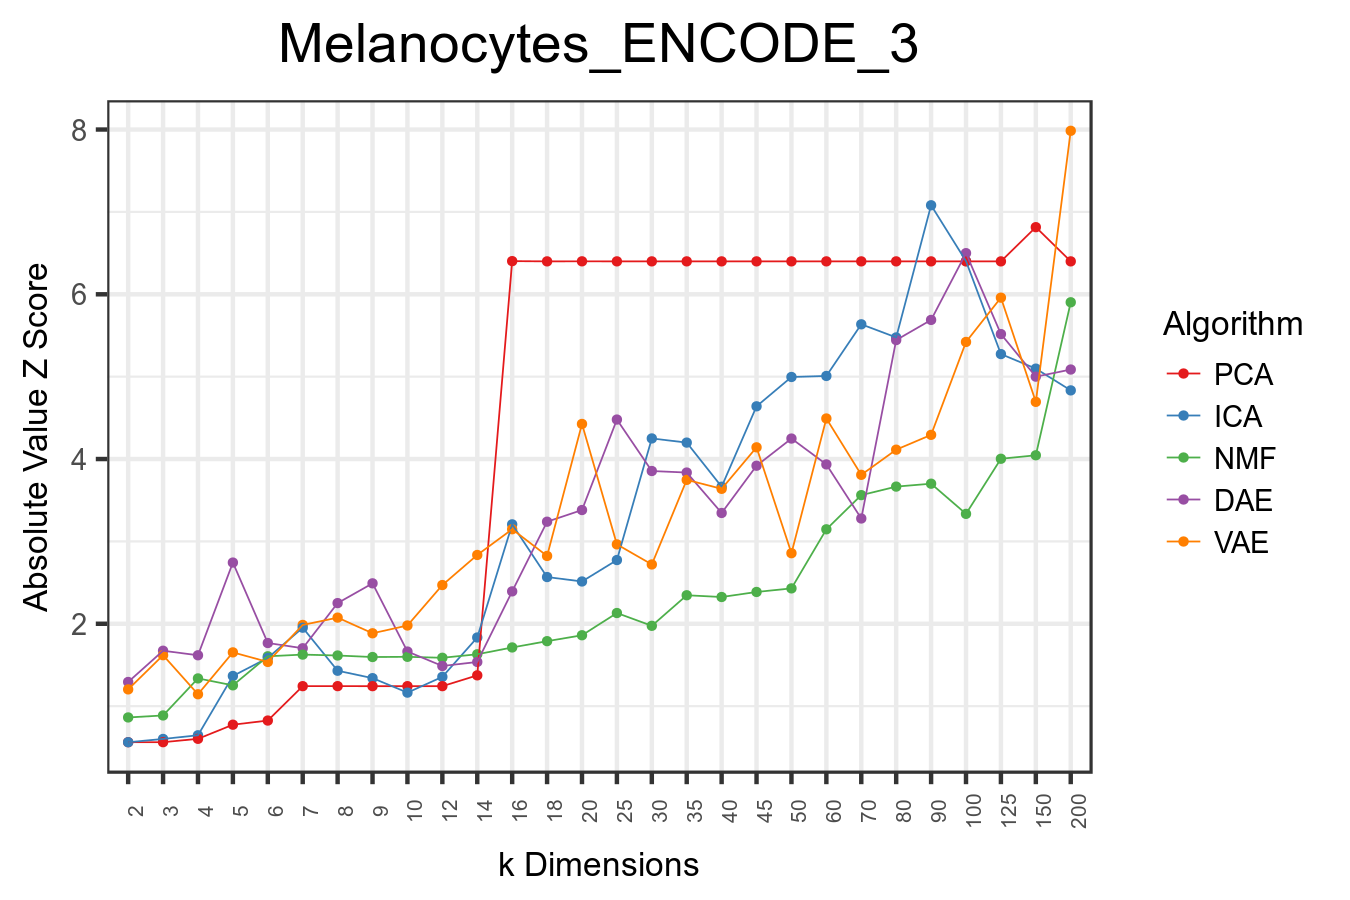 Melanocytes_ENCODE_3
Absolute Value Z Score
8
6
4
2
2 3 4 5 6 7 8 9 10 12 14 16 18 20 25 30 35 40 45 50 60 70 80 90 100 125 150 200
k Dimensions
Algorithm
PCA
ICA
NMF
DAE
VAE